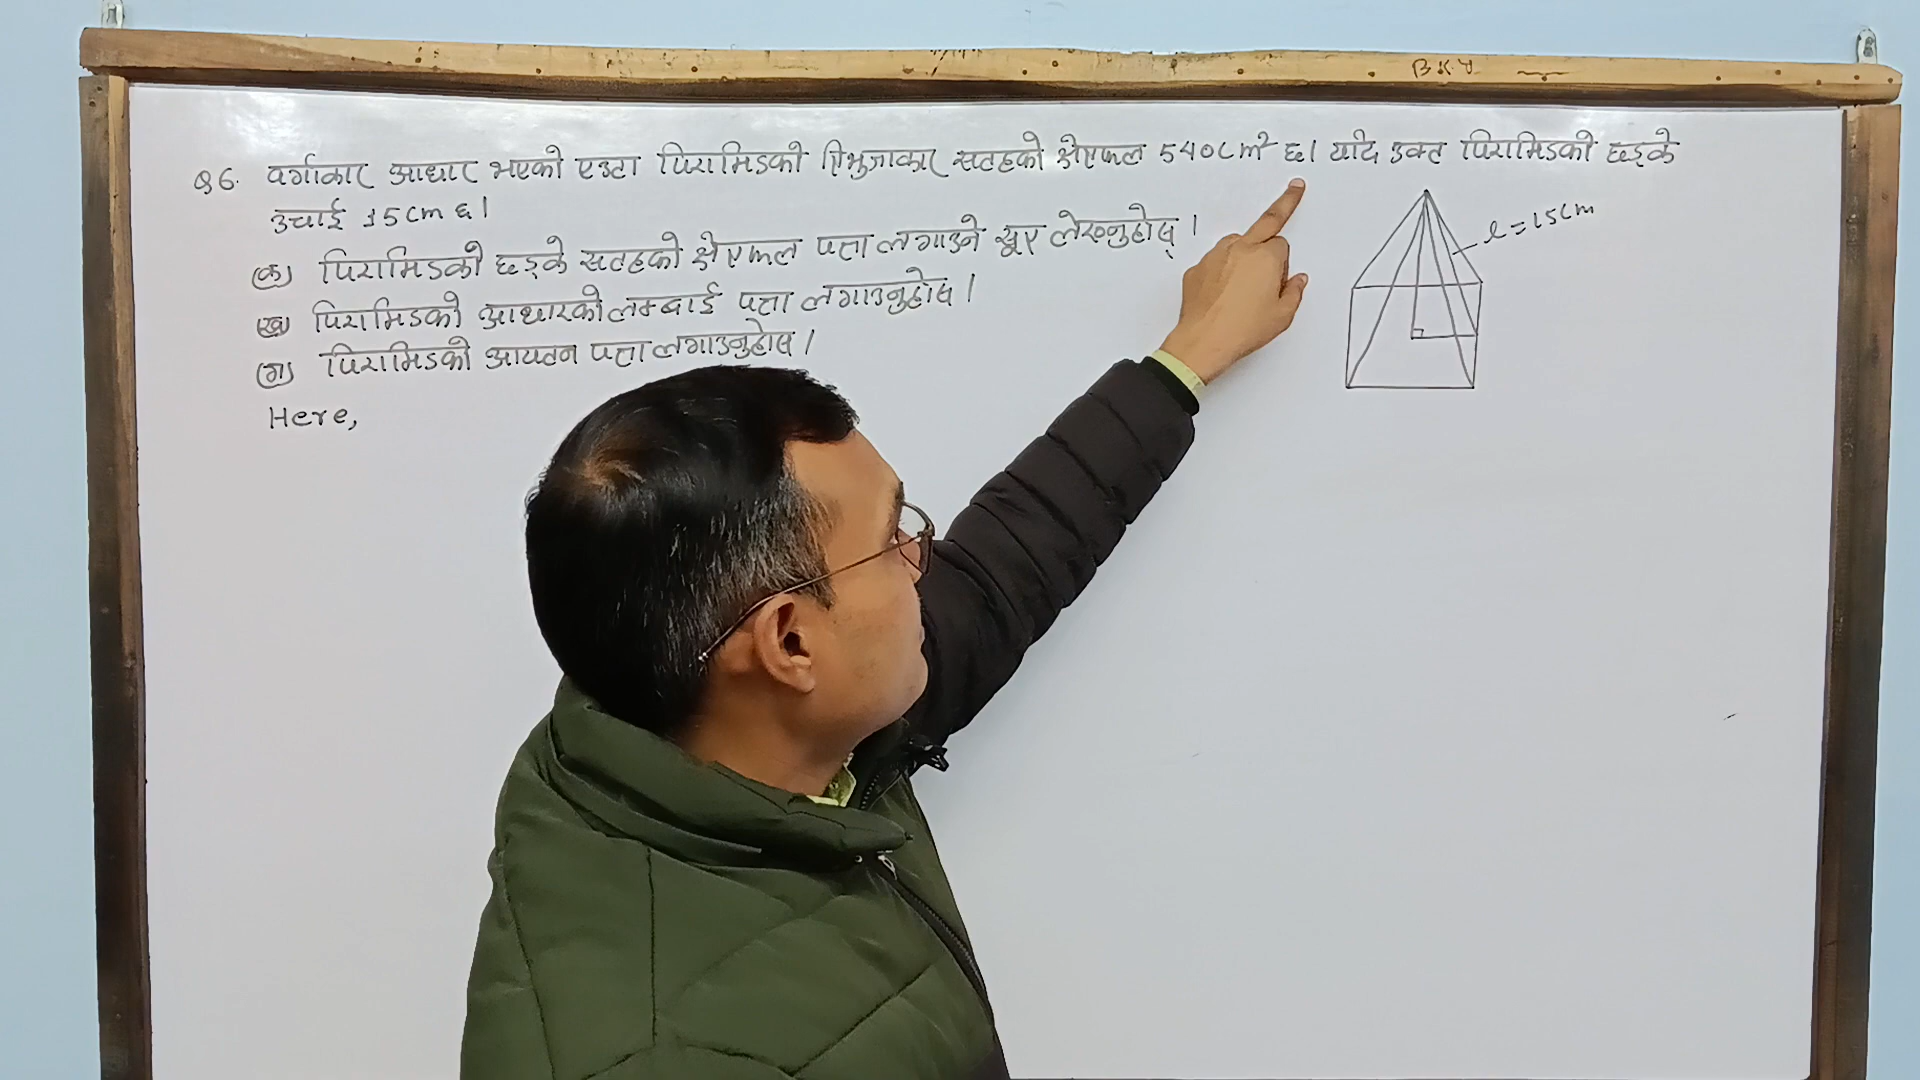 B.K.Y
Q6. वर्गाकार आधार भएको एउटा पिरामिडको त्रिभुजाकार सतहको क्षेत्रफल 540cm² छ। यदि उक्त पिरामिडको छड्के
उचाई 15cm छ।
(क) पिरामिडको छड्के सतहको क्षेत्रफल पत्ता लगाउने सूत्र लेख्नुहोस्।
(ख) पिरामिडको आधारको लम्बाई पत्ता लगाउनुहोस।
(ग) पिरामिडको आयतन पत्ता लगाउनुहोस।
Here,
l = 15cm